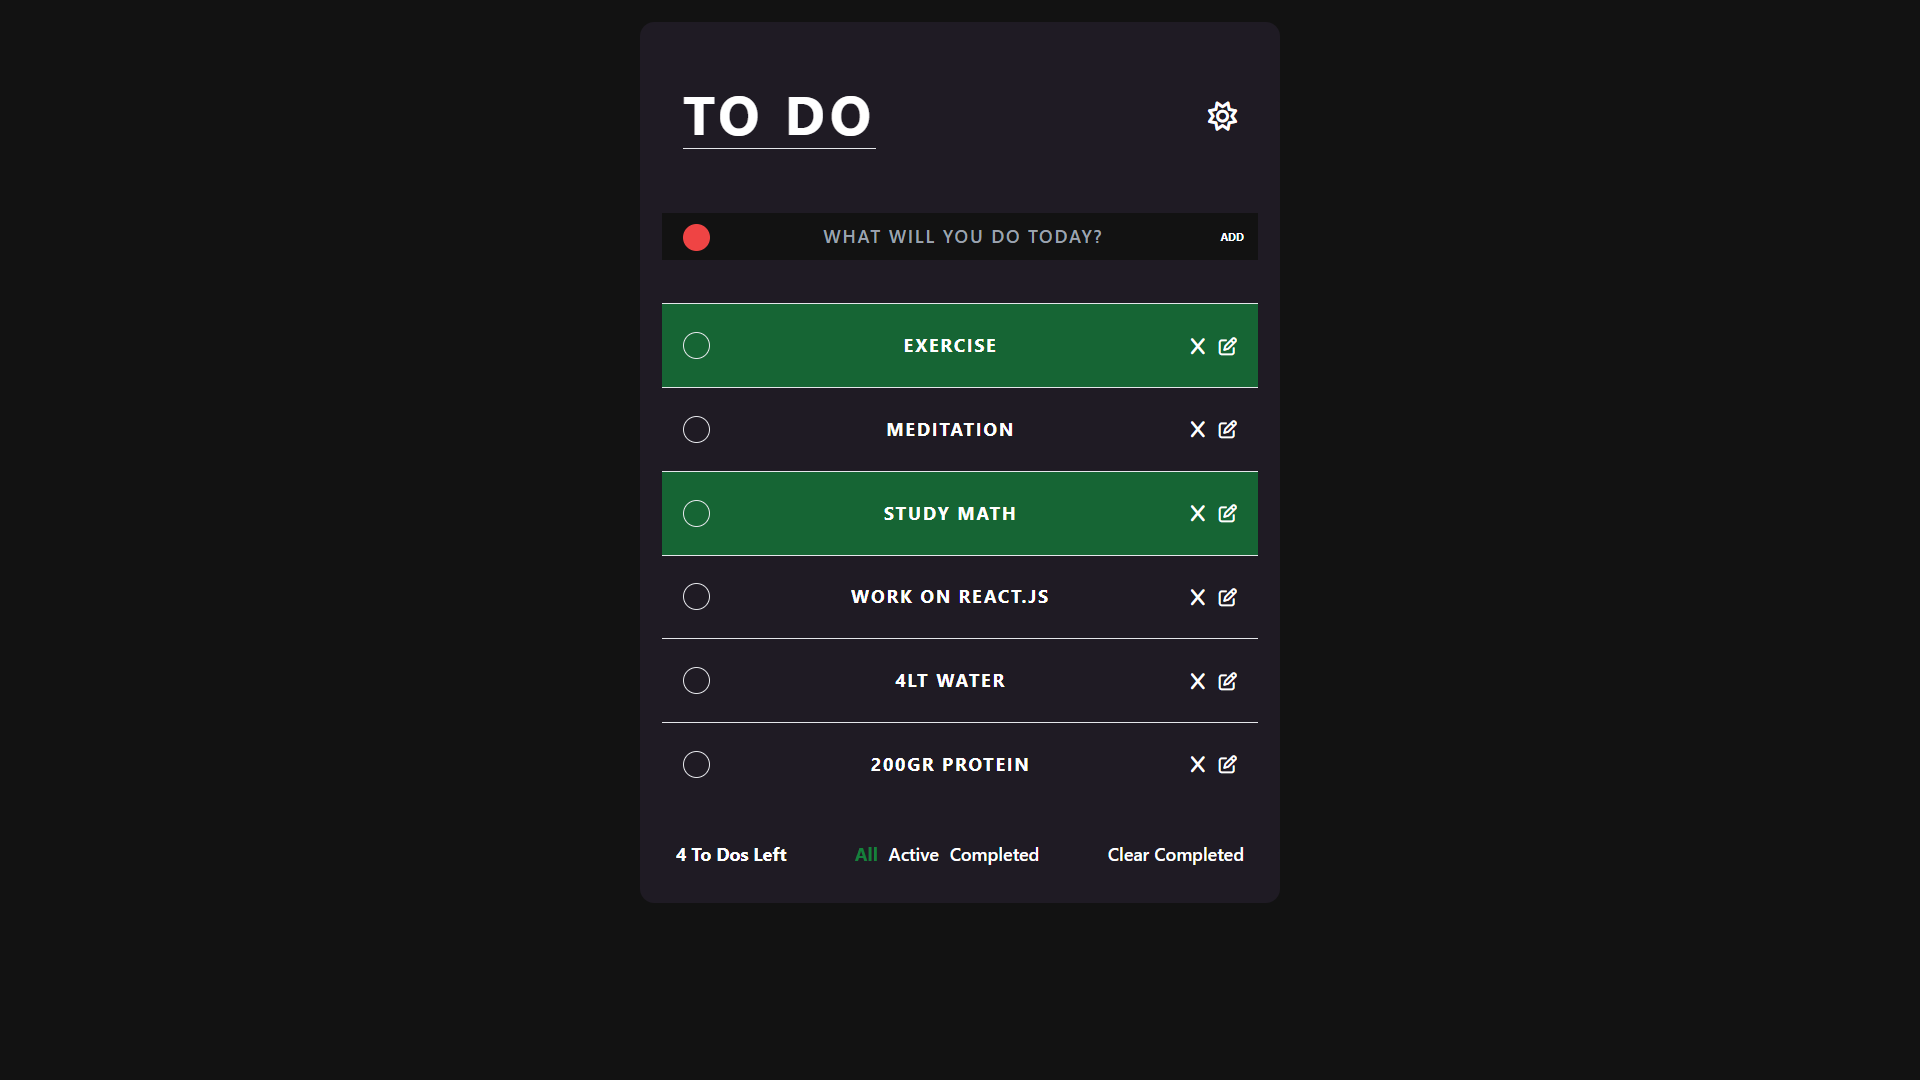 TO DO
WHAT WILL YOU DO TODAY? ADD
EXERCISE
MEDITATION
STUDY MATH
WORK ON REACT.JS
4LT WATER
200GR PROTEIN
4 To Dos Left All Active Completed Clear Completed